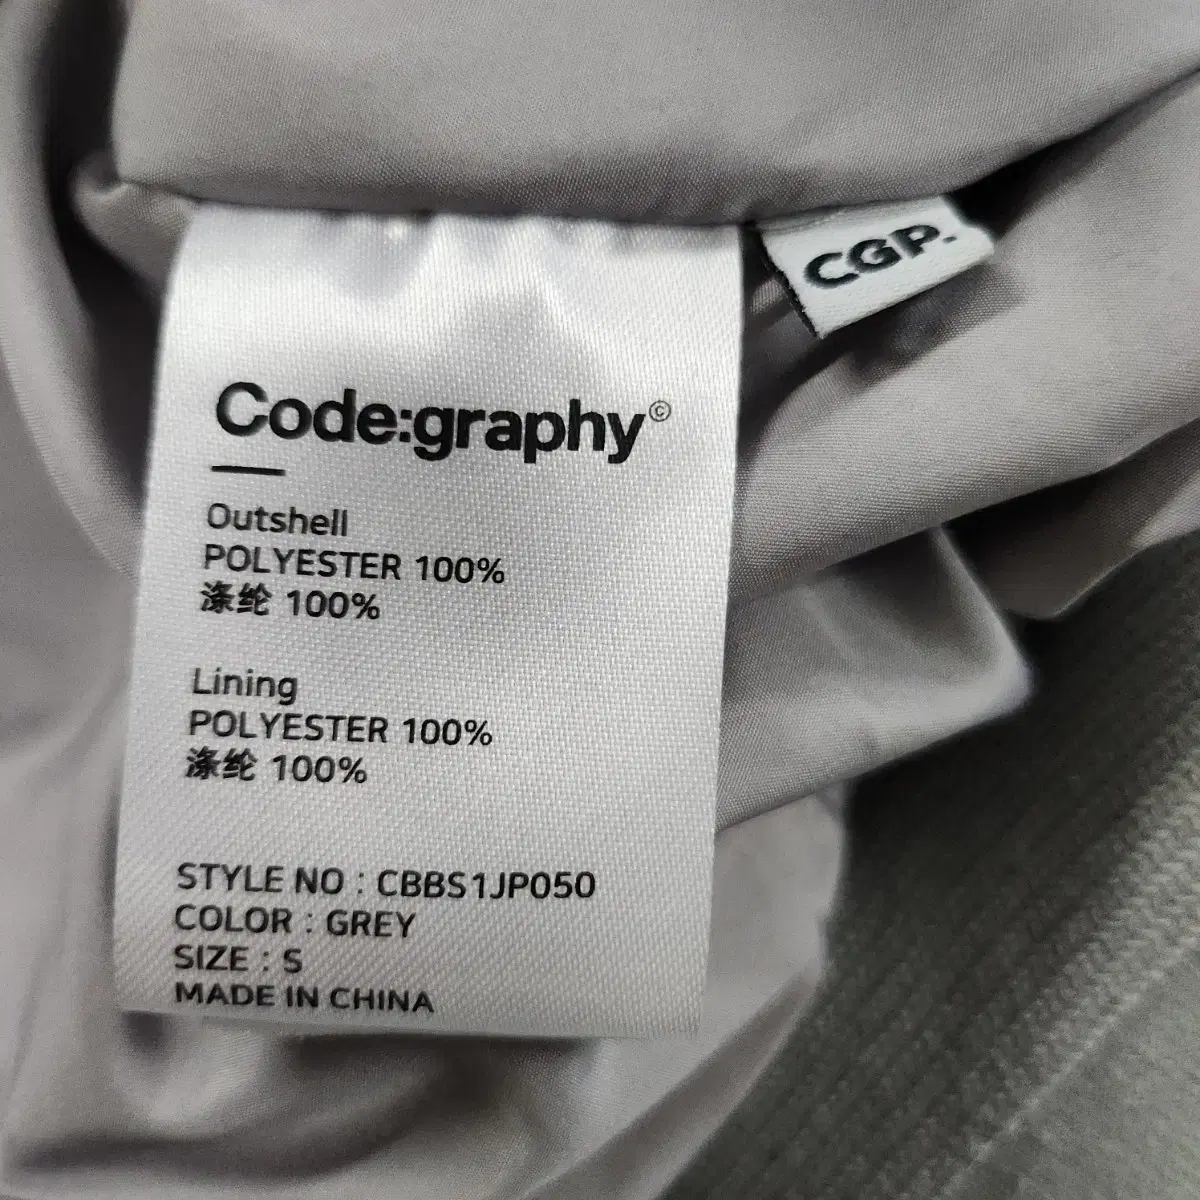 CGP.
Code:graphy©
Outshell
POLYESTER 100%
涤纶 100%
Lining
POLYESTER 100%
涤纶 100%
STYLE NO : CBBS1JP050
COLOR : GREY
SIZE : S
MADE IN CHINA